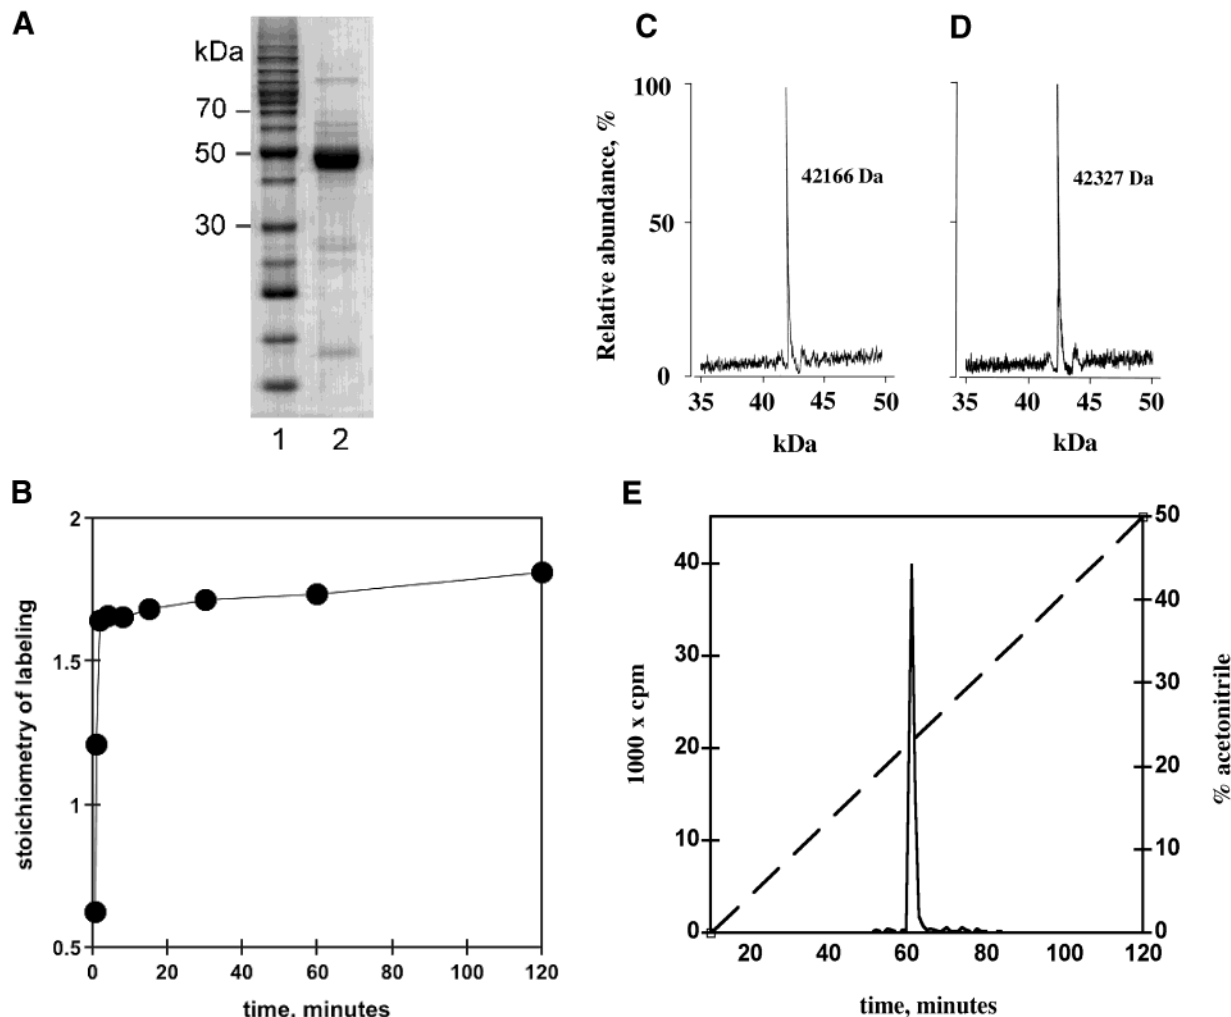 A
kDa
70
50
30
1 2
B
2
1.5
1
0.5
0 20 40 60 80 100 120
stoichiometry of labeling
time, minutes
C
100
50
0
Relative abundance, %
42166 Da
35 40 45 50
kDa
D
42327 Da
35 40 45 50
kDa
E
40
30
20
10
0
1000 x cpm
50
40
30
20
10
0
% acetonitrile
20 40 60 80 100 120
time, minutes